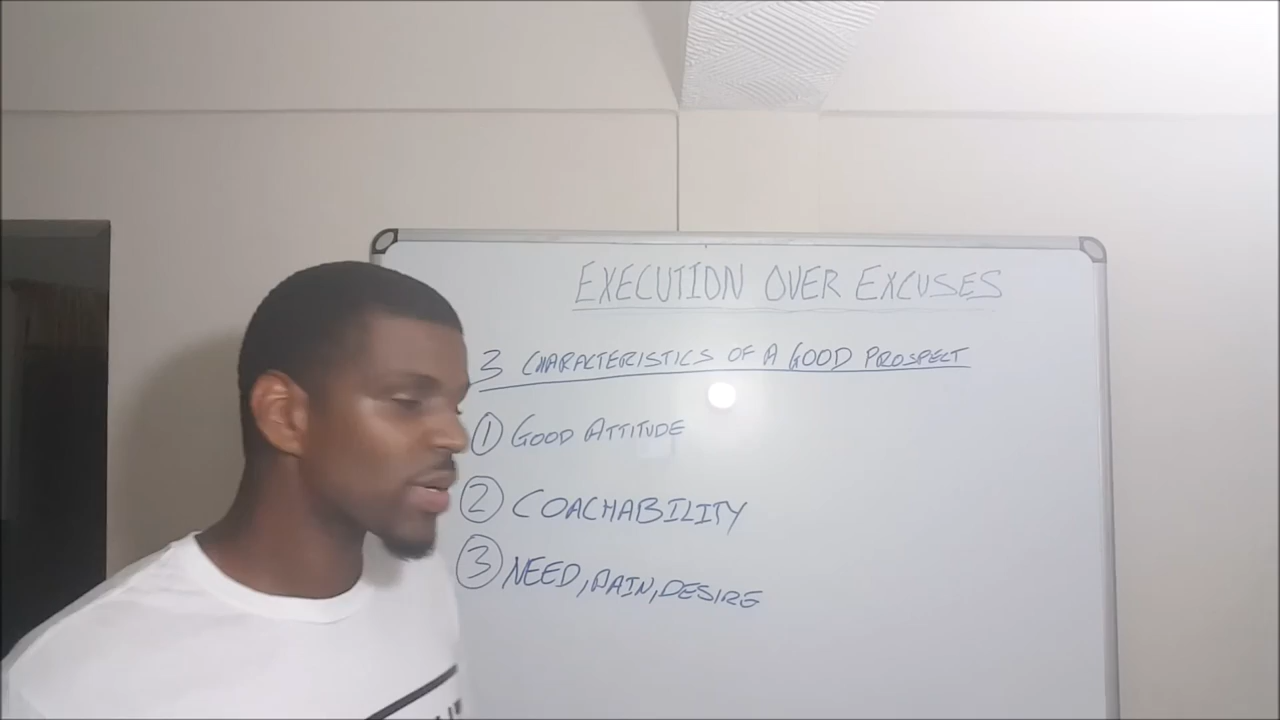 EXECUTION OVER EXCUSES
3 CHARACTERISTICS OF A GOOD PROSPECT
① GOOD ATTITUDE
② COACHABILITY
③ NEED, PAIN, DESIRE